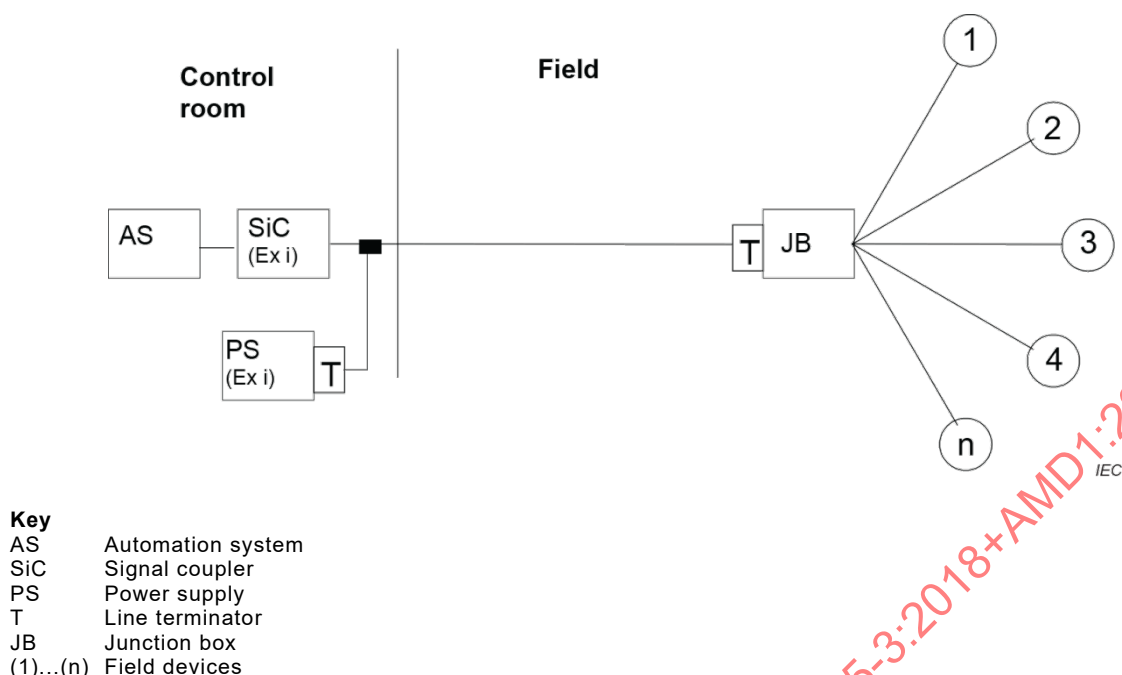 Control
room
Field
AS
SiC
(Ex i)
PS
(Ex i)
T
T
JB
1
2
3
4
n
IEC
5-3:2018+AMD1:2
Key
AS Automation system
SiC Signal coupler
PS Power supply
T Line terminator
JB Junction box
(1)...(n) Field devices